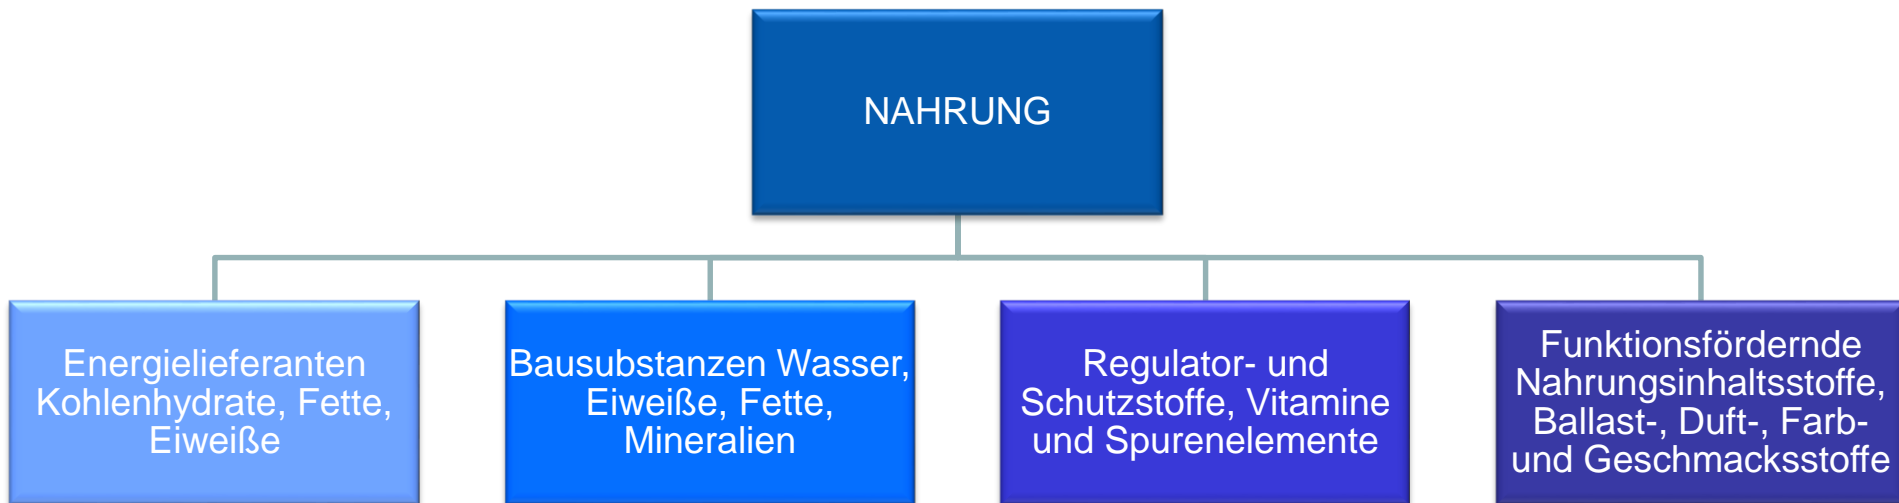 NAHRUNG
Energielieferanten
Kohlenhydrate, Fette,
Eiweiße
Bausubstanzen Wasser,
Eiweiße, Fette,
Mineralien
Regulator- und
Schutzstoffe, Vitamine
und Spurenelemente
Funktionsfördernde
Nahrungsinhaltsstoffe,
Ballast-, Duft-, Farb-
und Geschmacksstoffe